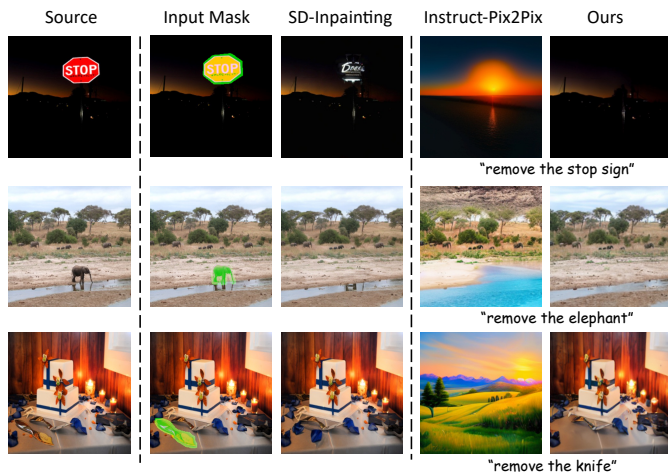 Source Input Mask SD-Inpainting Instruct-Pix2Pix Ours
STOP STOP
“remove the stop sign”
“remove the elephant”
“remove the knife”